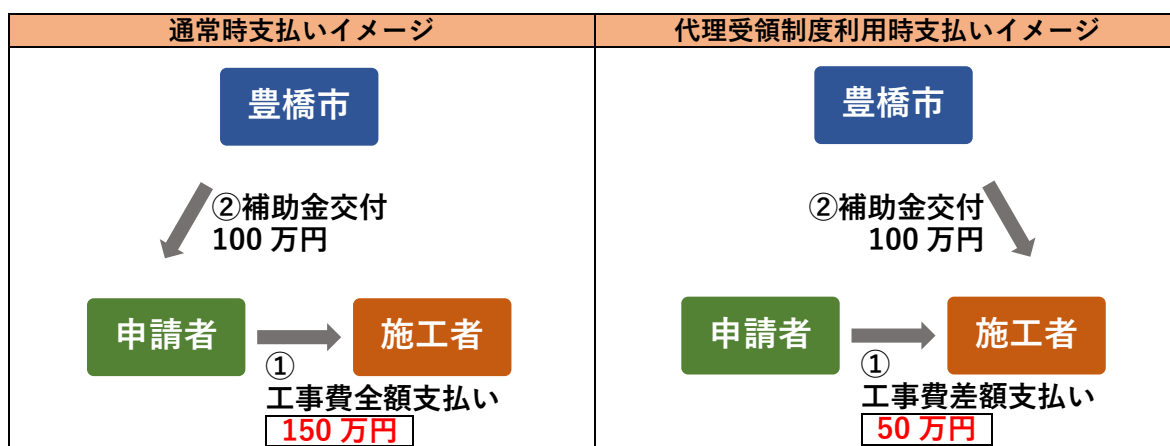 通常時支払いイメージ
豊橋市
②補助金交付
100 万円
申請者
施工者
①
工事費全額支払い
150 万円
代理受領制度利用時支払いイメージ
豊橋市
②補助金交付
100 万円
申請者
施工者
①
工事費差額支払い
50 万円